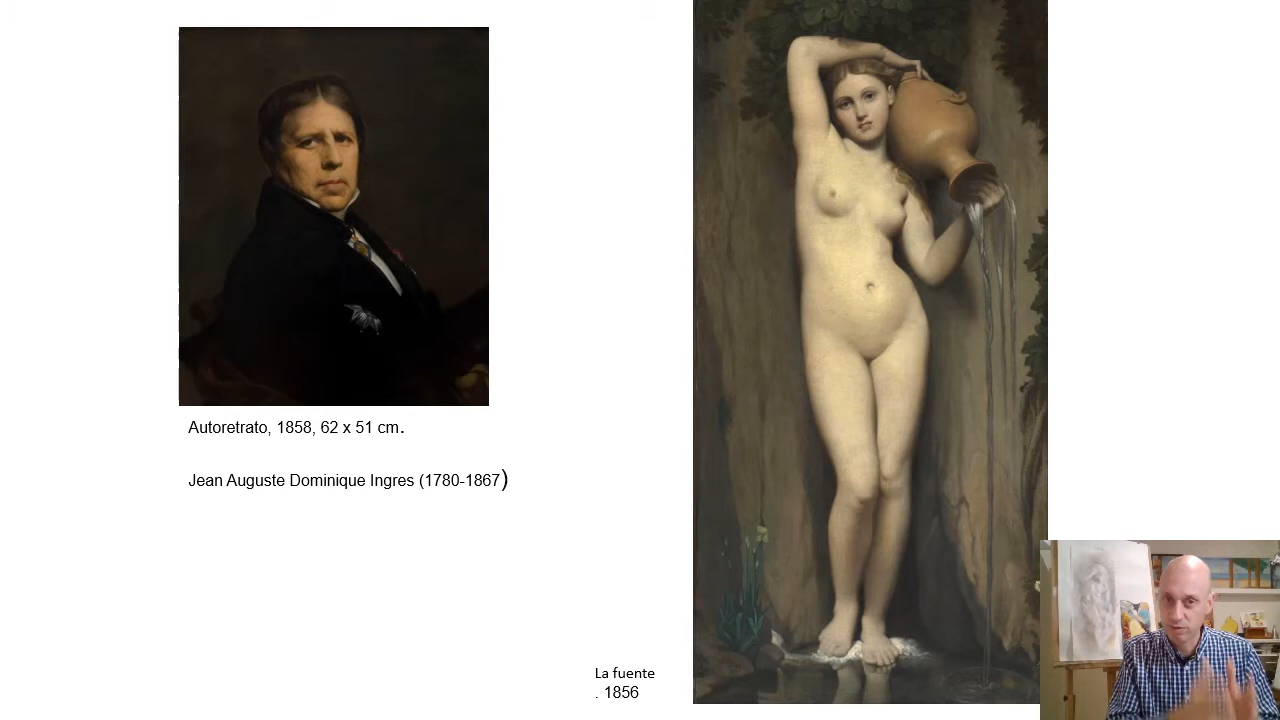 Autoretrato, 1858, 62 x 51 cm.
Jean Auguste Dominique Ingres (1780-1867)
La fuente
. 1856